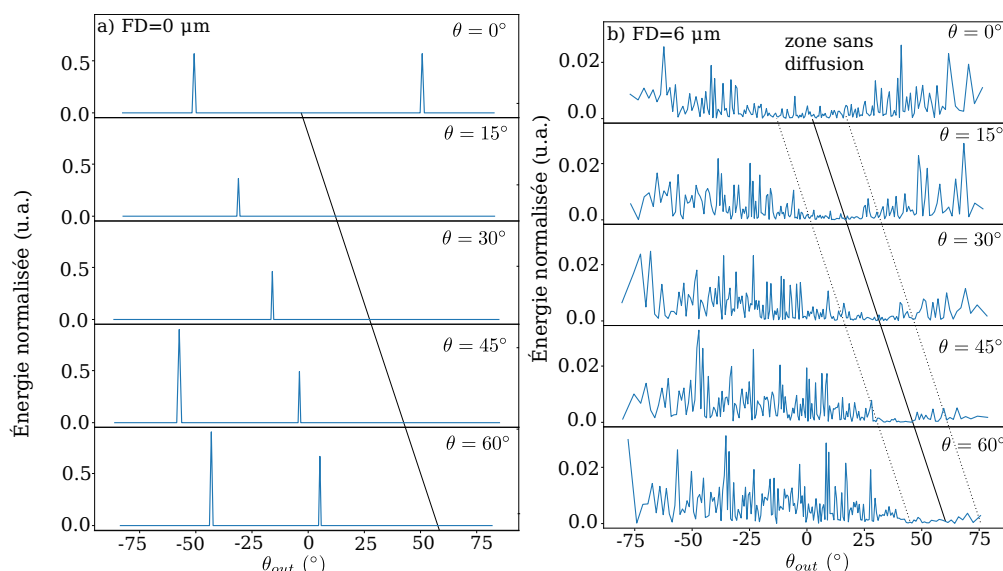 a) FD=0 µm
θ = 0°
0.5
0.0
θ = 15°
0.5
0.0
θ = 30°
0.5
0.0
θ = 45°
0.5
0.0
θ = 60°
0.5
0.0
-75 -50 -25 0 25 50 75
θout (°)
Énergie normalisée (u.a.)
b) FD=6 µm
zone sans
diffusion
θ = 0°
0.02
0.0
θ = 15°
0.02
0.0
θ = 30°
0.02
0.0
θ = 45°
0.02
0.0
θ = 60°
0.02
0.0
-75 -50 -25 0 25 50 75
θout (°)
Énergie normalisée (u.a.)